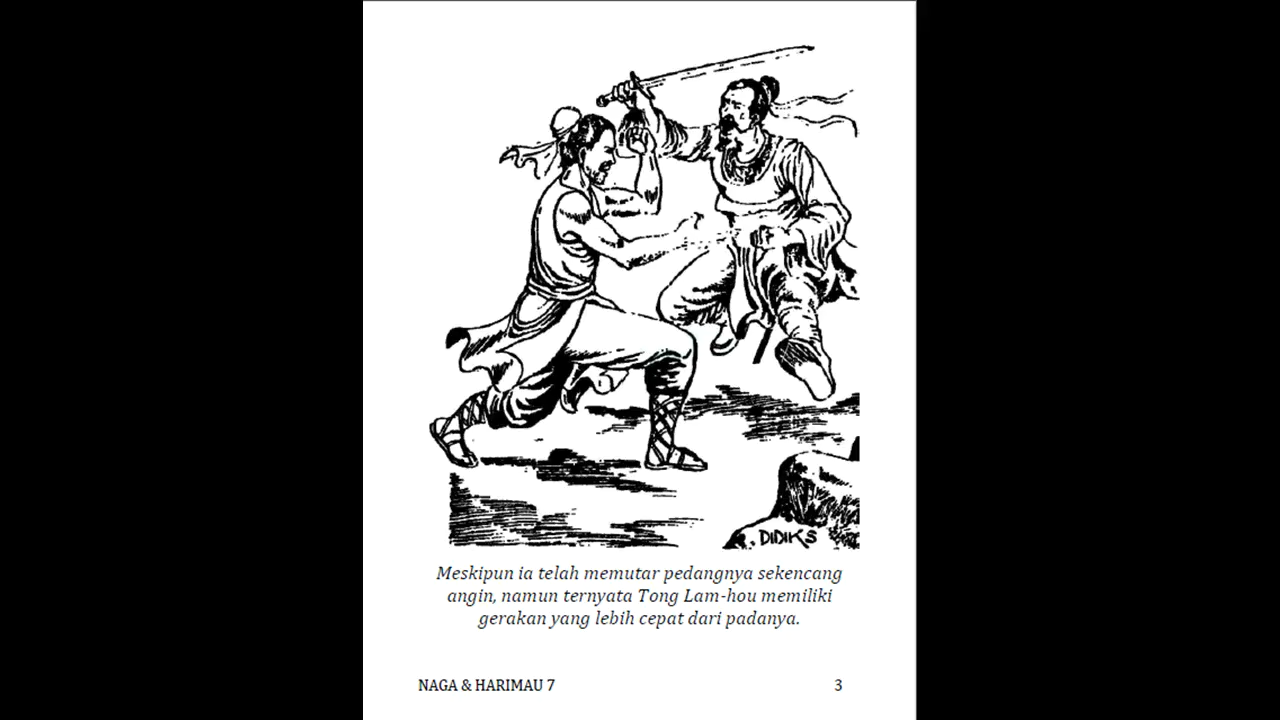 DIDIKS
Meskipun ia telah memutar pedangnya sekencang
angin, namun ternyata Tong Lam-hou memiliki
gerakan yang lebih cepat dari padanya.
NAGA & HARIMAU 7 3